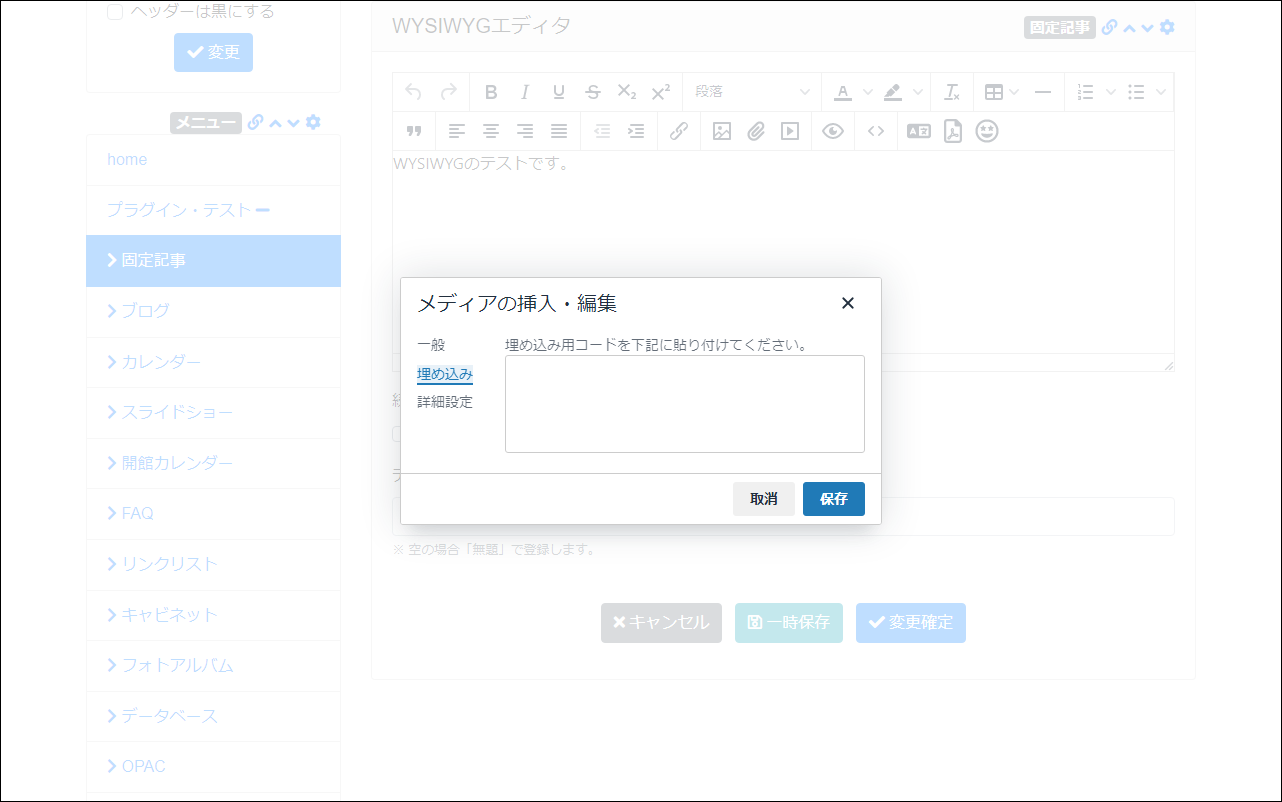 ヘッダーは黒にする
変更
メニュー
home
プラグイン・テスト
固定記事
ブログ
カレンダー
スライドショー
開館カレンダー
FAQ
リンクリスト
キャビネット
フォトアルバム
データベース
OPAC
WYSIWYGエディタ
固定記事
段落
WYSIWYGのテストです。
メディアの挿入・編集
一般
埋め込み
詳細設定
埋め込み用コードを下記に貼り付けてください。
取消
保存
※ 空の場合「無題」で登録します。
キャンセル
一時保存
変更確定